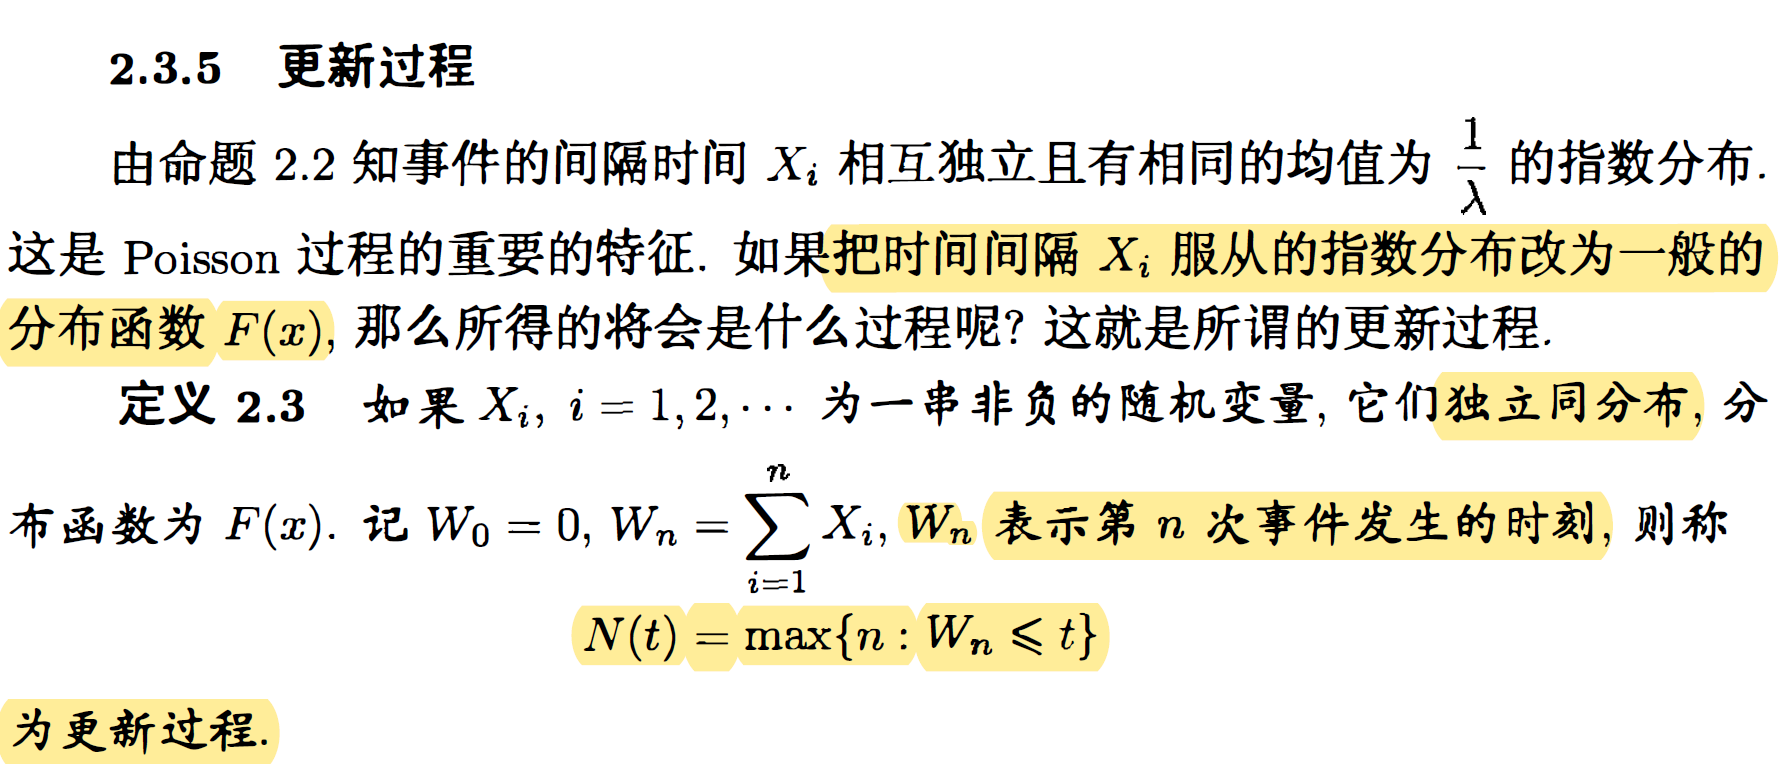 2.3.5 更新过程
由命题 2.2 知事件的间隔时间 $X_i$ 相互独立且有相同的均值为 $\frac{1}{\lambda}$ 的指数分布.
这是 Poisson 过程的重要的特征. 如果把时间间隔 $X_i$ 服从的指数分布改为一般的
分布函数 $F(x)$, 那么所得的将会是什么过程呢? 这就是所谓的更新过程.
定义 2.3 如果 $X_i, i = 1, 2, \cdots$ 为一串非负的随机变量, 它们独立同分布, 分
布函数为 $F(x)$. 记 $W_0 = 0, W_n = \sum_{i=1}^{n} X_i$, $W_n$ 表示第 $n$ 次事件发生的时刻, 则称
$N(t) = \max\{n : W_n \leqslant t\}$
为更新过程.